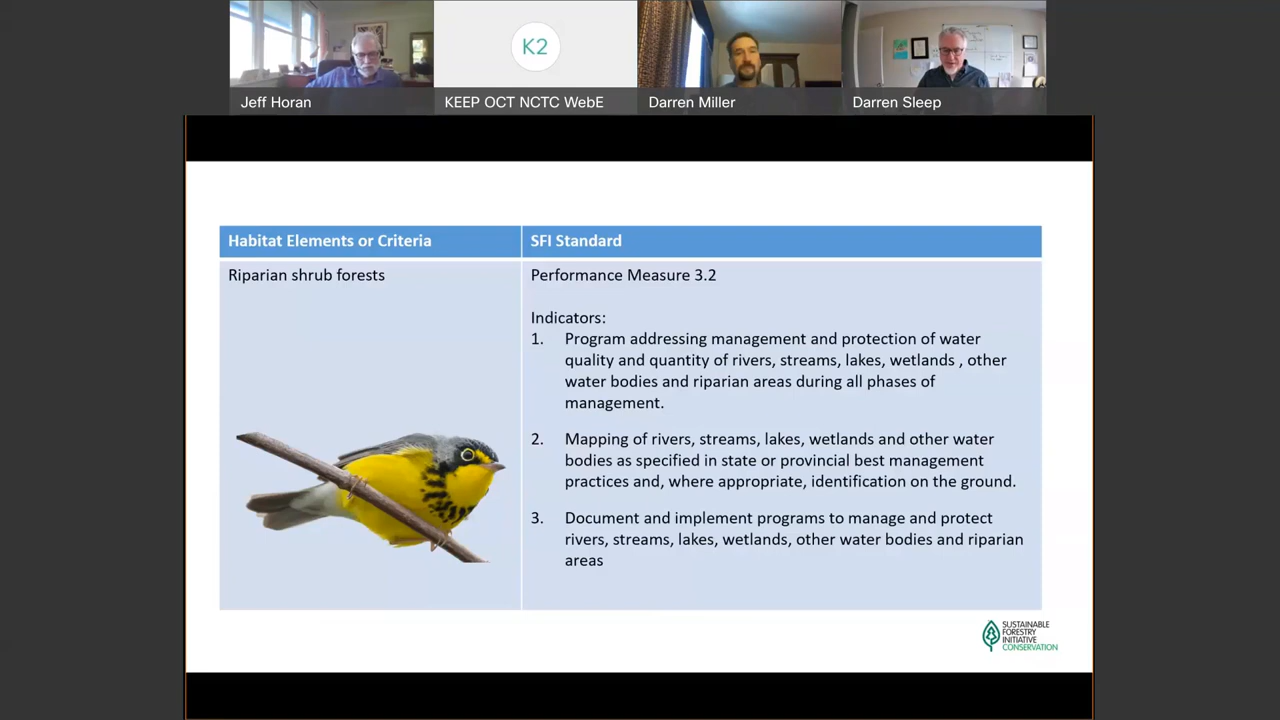 K2
Jeff Horan
KEEP OCT NCTC WebE
Darren Miller
Darren Sleep
Habitat Elements or Criteria
SFI Standard
Riparian shrub forests
Performance Measure 3.2
Indicators:
1. Program addressing management and protection of water
quality and quantity of rivers, streams, lakes, wetlands , other
water bodies and riparian areas during all phases of
management.
2. Mapping of rivers, streams, lakes, wetlands and other water
bodies as specified in state or provincial best management
practices and, where appropriate, identification on the ground.
3. Document and implement programs to manage and protect
rivers, streams, lakes, wetlands, other water bodies and riparian
areas
SUSTAINABLE
FORESTRY
INITIATIVE
CONSERVATION